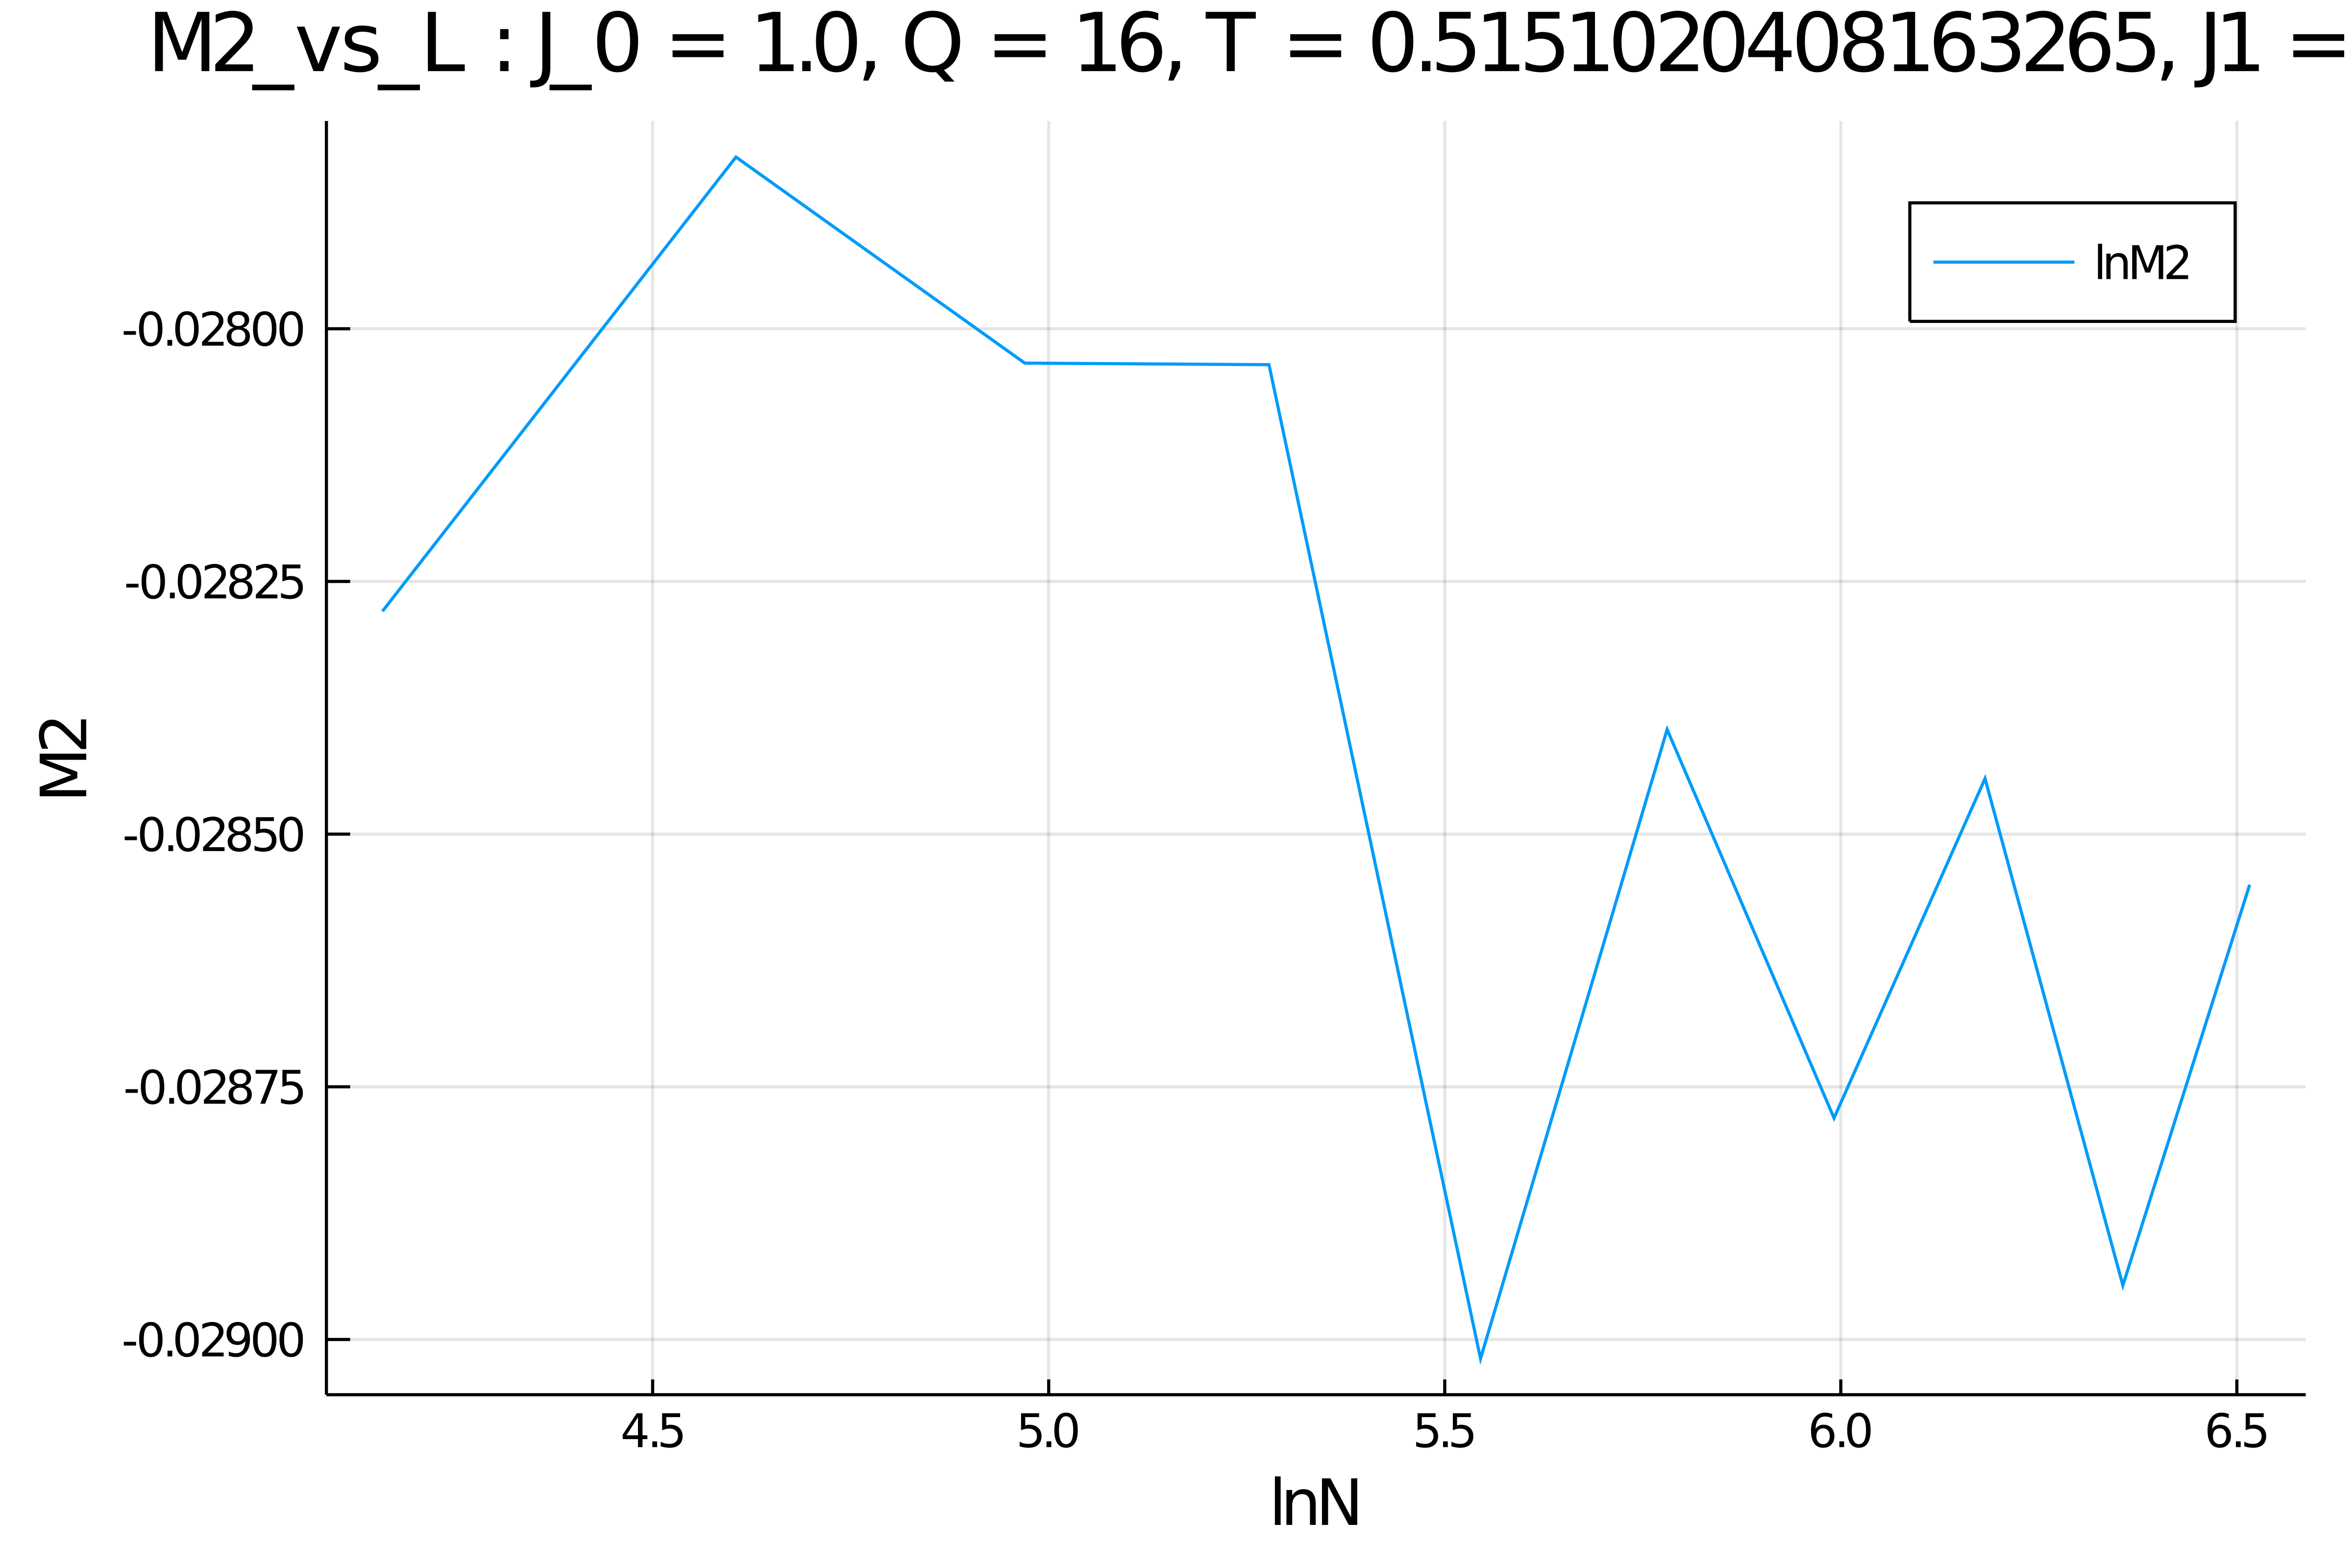 M2_vs_L : J_0 = 1.0, Q = 16, T = 0.5151020408163265, J1 =
lnM2
-0.02800
-0.02825
-0.02850
-0.02875
-0.02900
M2
4.5 5.0 5.5 6.0 6.5
lnN